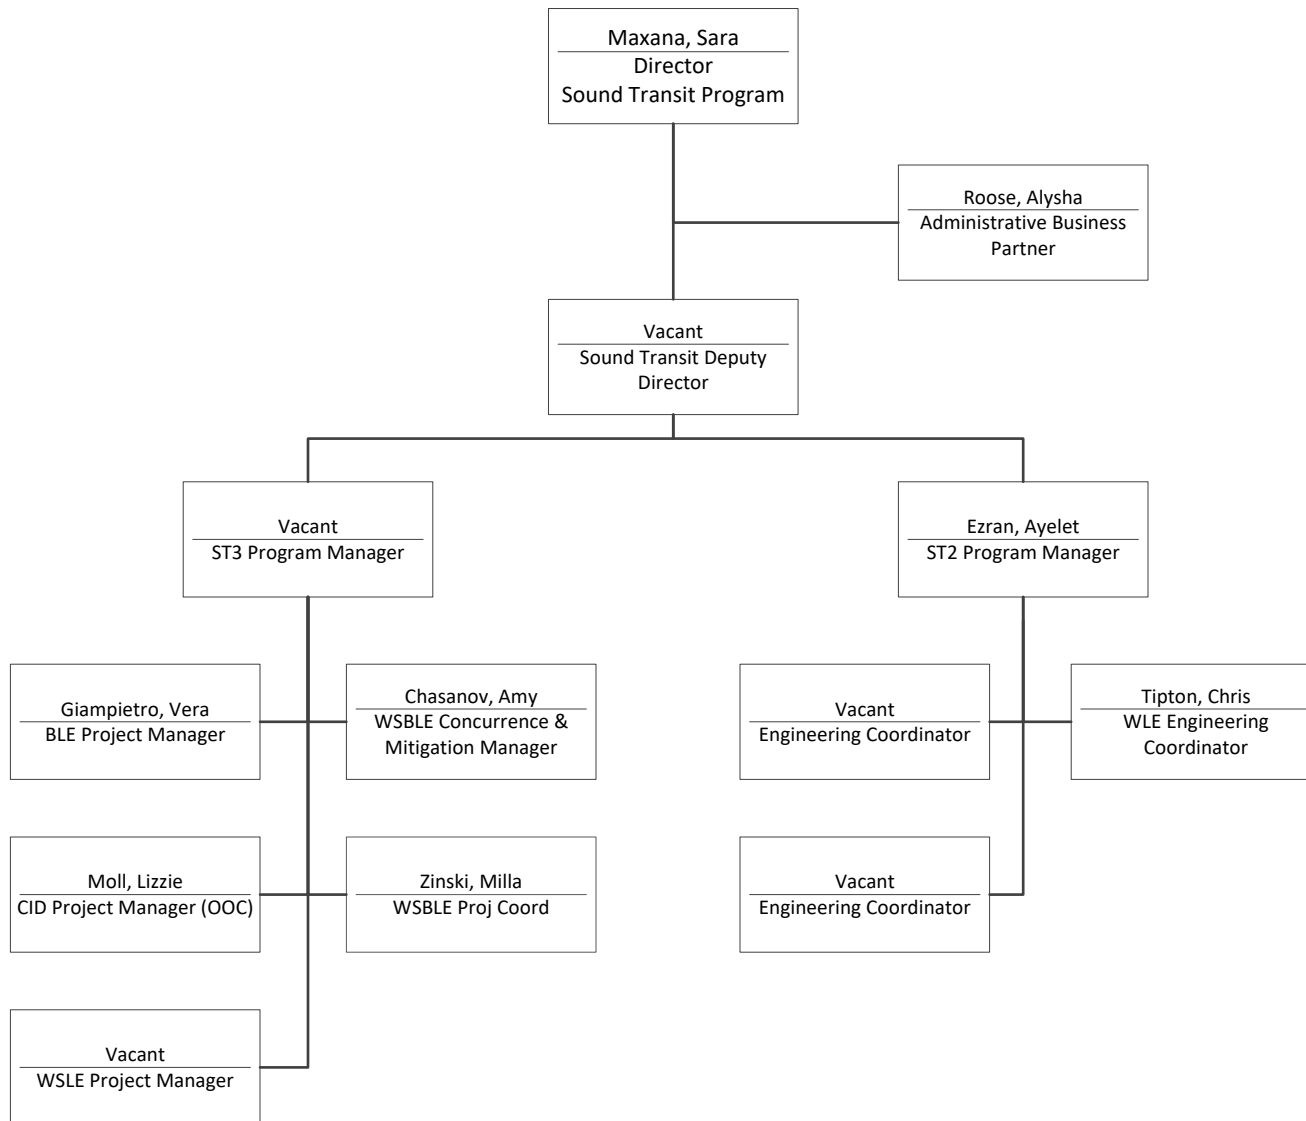 Maxana, Sara
Director
Sound Transit Program
Roose, Alysha
Administrative Business
Partner
Vacant
Sound Transit Deputy
Director
Vacant
ST3 Program Manager
Ezran, Ayelet
ST2 Program Manager
Giampietro, Vera
BLE Project Manager
Chasanov, Amy
WSBLE Concurrence &
Mitigation Manager
Vacant
Engineering Coordinator
Tipton, Chris
WLE Engineering
Coordinator
Moll, Lizzie
CID Project Manager (OOC)
Zinski, Milla
WSBLE Proj Coord
Vacant
Engineering Coordinator
Vacant
WSLE Project Manager